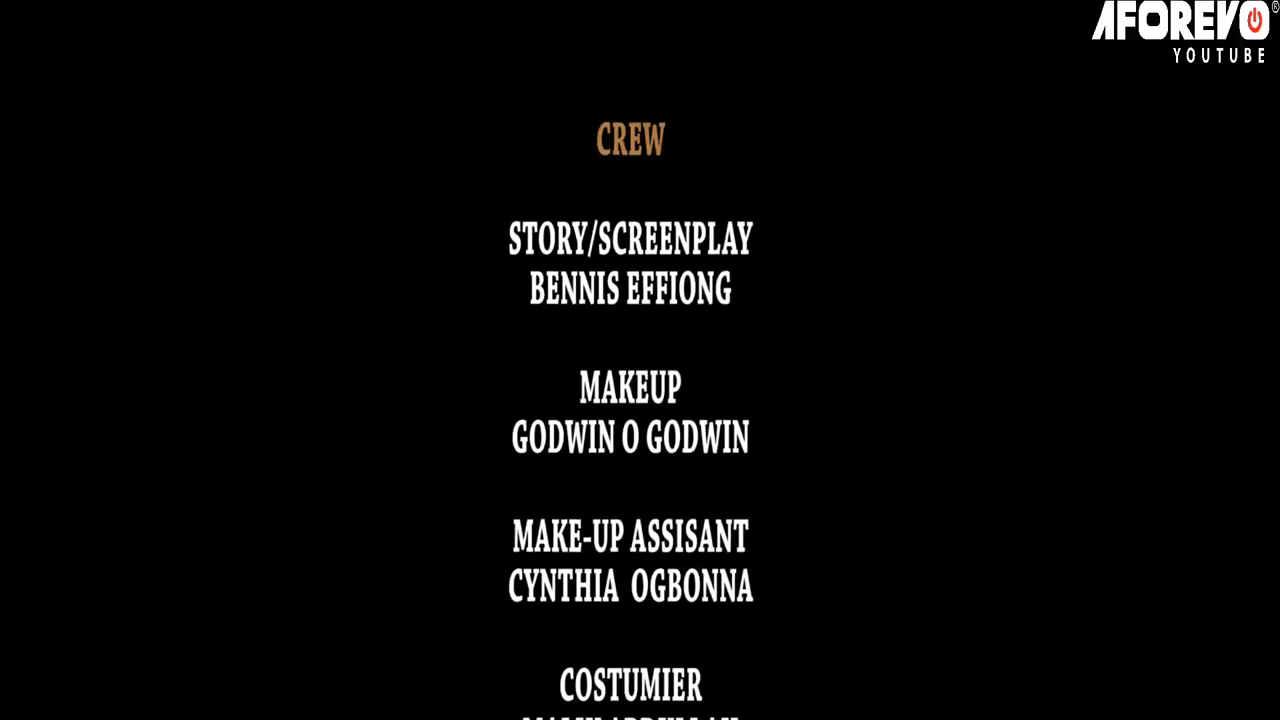 AFOREVO
YOUTUBE
CREW
STORY/SCREENPLAY
BENNIS EFFIONG
MAKEUP
GODWIN O GODWIN
MAKE-UP ASSISANT
CYNTHIA OGBONNA
COSTUMIER